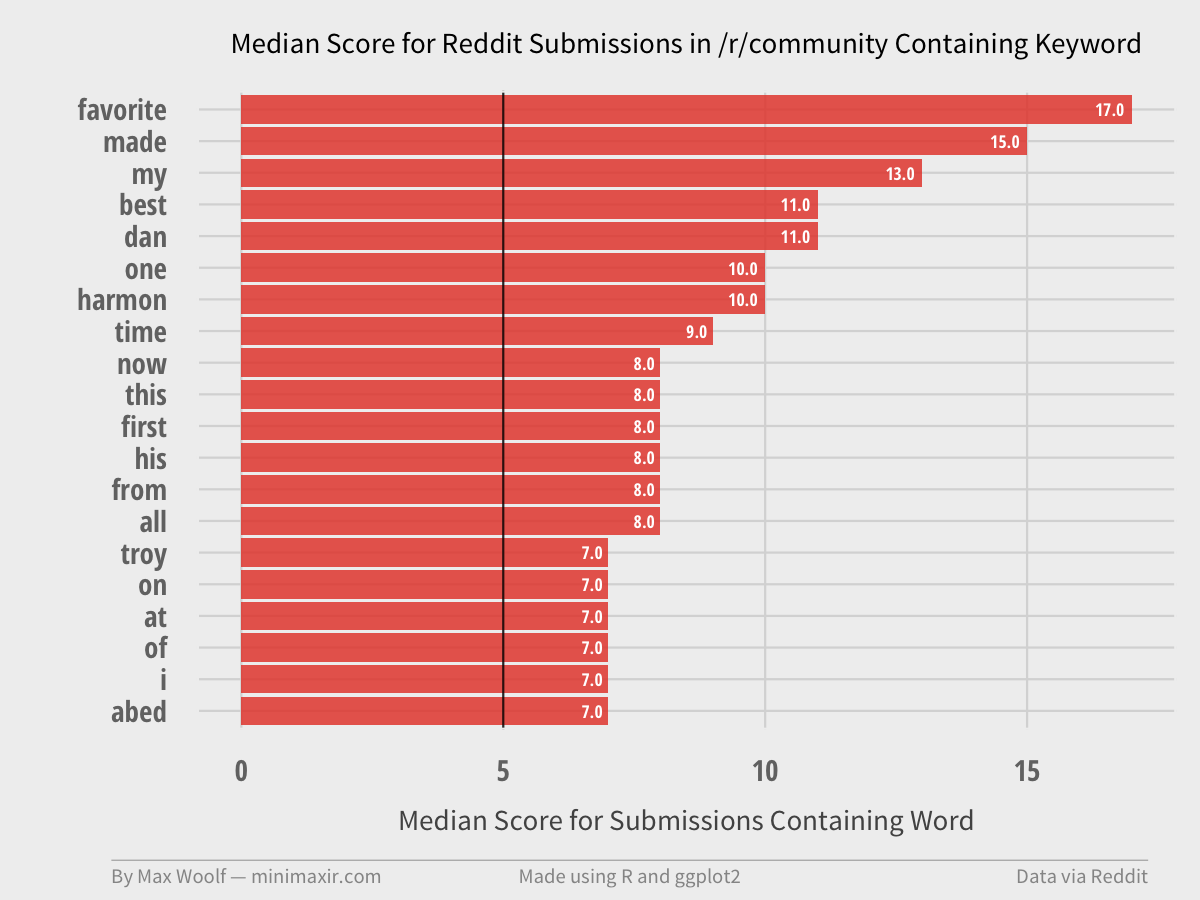 Median Score for Reddit Submissions in /r/community Containing Keyword
favorite 17.0
made 15.0
my 13.0
best 11.0
dan 11.0
one 10.0
harmon 10.0
time 9.0
now 8.0
this 8.0
first 8.0
his 8.0
from 8.0
all 8.0
troy 7.0
on 7.0
at 7.0
of 7.0
i 7.0
abed 7.0
0 5 10 15
Median Score for Submissions Containing Word
By Max Woolf — minimaxir.com Made using R and ggplot2 Data via Reddit